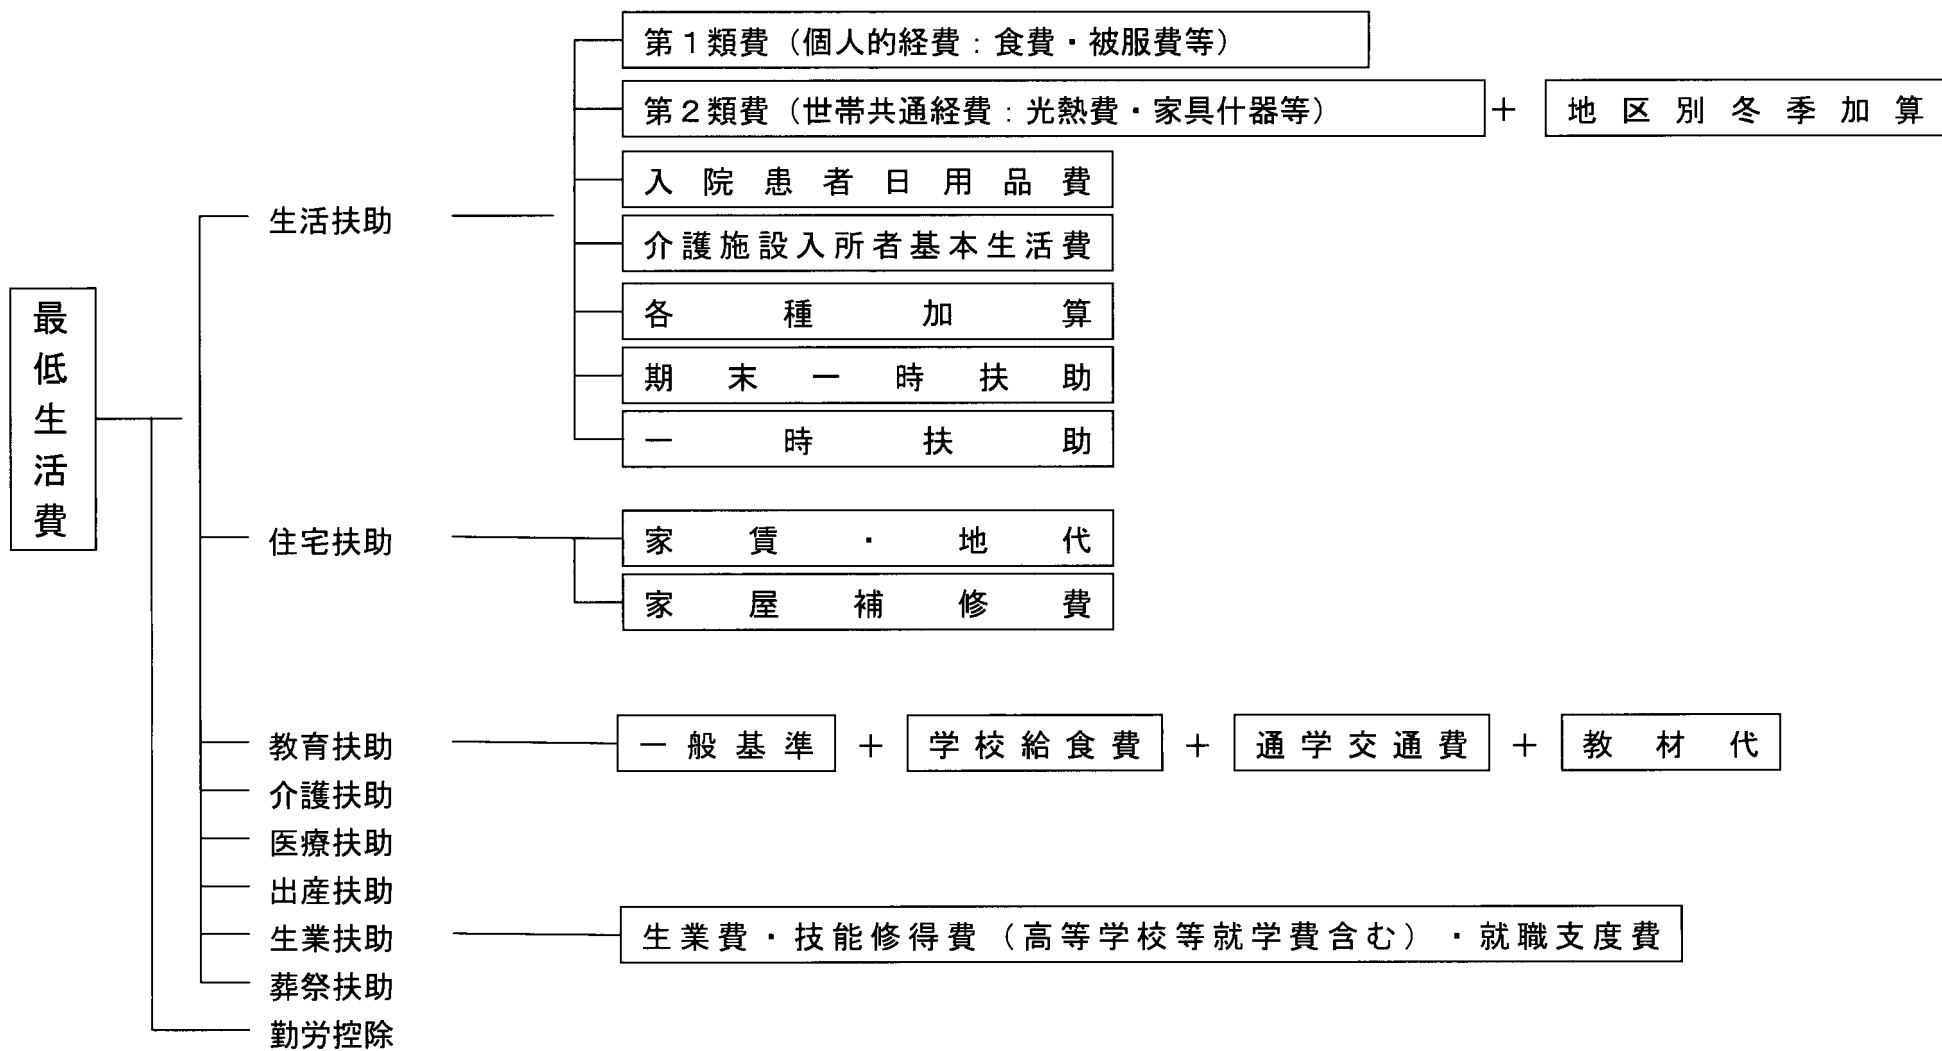 最低生活費
生活扶助
第1類費（個人的経費：食費・被服費等）
第2類費（世帯共通経費：光熱費・家具什器等） + 地区別冬季加算
入院患者日用品費
介護施設入所者基本生活費
各種加算
期末一時扶助
一時扶助
住宅扶助
家賃・地代
家屋補修費
教育扶助 一般基準 + 学校給食費 + 通学交通費 + 教材代
介護扶助
医療扶助
出産扶助
生業扶助 生業費・技能修得費（高等学校等就学費含む）・就職支度費
葬祭扶助
勤労控除